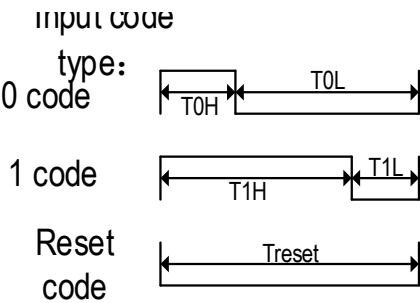 Input code
type：
0 code
T0H
T0L
1 code
T1H
T1L
Reset
code
Treset